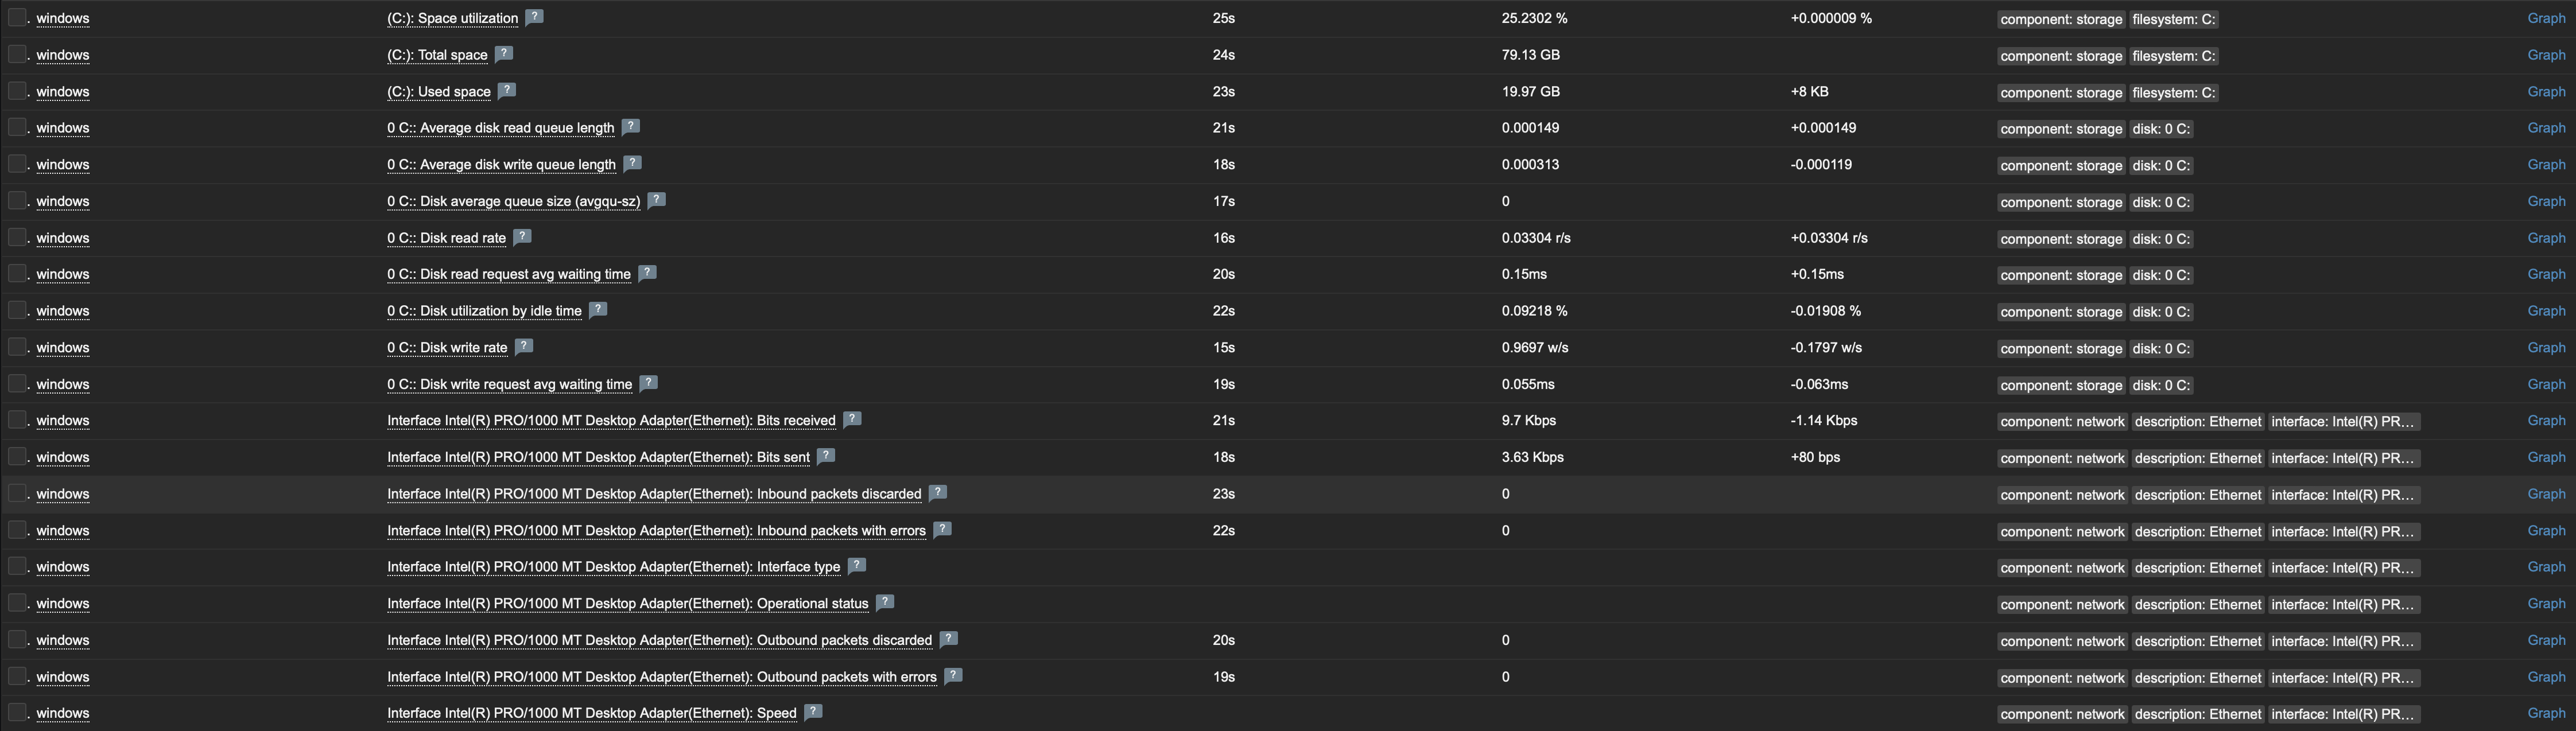 windows (C:): Space utilization ? 25s 25.2302 % +0.000009 % component: storage filesystem: C: Graph
windows (C:): Total space ? 24s 79.13 GB component: storage filesystem: C: Graph
windows (C:): Used space ? 23s 19.97 GB +8 KB component: storage filesystem: C: Graph
windows 0 C:: Average disk read queue length ? 21s 0.000149 +0.000149 component: storage disk: 0 C: Graph
windows 0 C:: Average disk write queue length ? 18s 0.000313 -0.000119 component: storage disk: 0 C: Graph
windows 0 C:: Disk average queue size (avgqu-sz) ? 17s 0 component: storage disk: 0 C: Graph
windows 0 C:: Disk read rate ? 16s 0.03304 r/s +0.03304 r/s component: storage disk: 0 C: Graph
windows 0 C:: Disk read request avg waiting time ? 20s 0.15ms +0.15ms component: storage disk: 0 C: Graph
windows 0 C:: Disk utilization by idle time ? 22s 0.09218 % -0.01908 % component: storage disk: 0 C: Graph
windows 0 C:: Disk write rate ? 15s 0.9697 w/s -0.1797 w/s component: storage disk: 0 C: Graph
windows 0 C:: Disk write request avg waiting time ? 19s 0.055ms -0.063ms component: storage disk: 0 C: Graph
windows Interface Intel(R) PRO/1000 MT Desktop Adapter(Ethernet): Bits received ? 21s 9.7 Kbps -1.14 Kbps component: network description: Ethernet interface: Intel(R) PR... Graph
windows Interface Intel(R) PRO/1000 MT Desktop Adapter(Ethernet): Bits sent ? 18s 3.63 Kbps +80 bps component: network description: Ethernet interface: Intel(R) PR... Graph
windows Interface Intel(R) PRO/1000 MT Desktop Adapter(Ethernet): Inbound packets discarded ? 23s 0 component: network description: Ethernet interface: Intel(R) PR... Graph
windows Interface Intel(R) PRO/1000 MT Desktop Adapter(Ethernet): Inbound packets with errors ? 22s 0 component: network description: Ethernet interface: Intel(R) PR... Graph
windows Interface Intel(R) PRO/1000 MT Desktop Adapter(Ethernet): Interface type ? component: network description: Ethernet interface: Intel(R) PR... Graph
windows Interface Intel(R) PRO/1000 MT Desktop Adapter(Ethernet): Operational status ? component: network description: Ethernet interface: Intel(R) PR... Graph
windows Interface Intel(R) PRO/1000 MT Desktop Adapter(Ethernet): Outbound packets discarded ? 20s 0 component: network description: Ethernet interface: Intel(R) PR... Graph
windows Interface Intel(R) PRO/1000 MT Desktop Adapter(Ethernet): Outbound packets with errors ? 19s 0 component: network description: Ethernet interface: Intel(R) PR... Graph
windows Interface Intel(R) PRO/1000 MT Desktop Adapter(Ethernet): Speed ? component: network description: Ethernet interface: Intel(R) PR... Graph